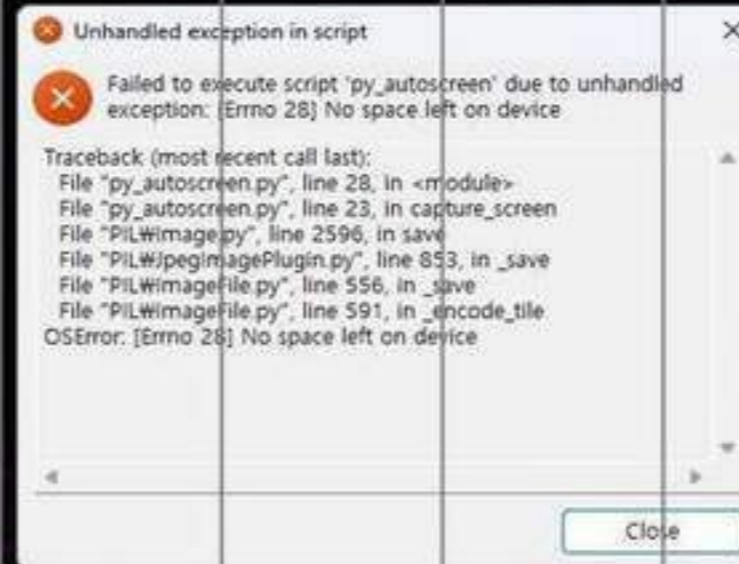 Unhandled exception in script
Failed to execute script 'py_autoscreen' due to unhandled
exception: [Errno 28] No space left on device
Traceback (most recent call last):
File "py_autoscreen.py", line 28, in <module>
File "py_autoscreen.py", line 23, in capture_screen
File "PIL₩Image.py", line 2596, in save
File "PIL₩JpegImagePlugin.py", line 853, in _save
File "PIL₩ImageFile.py", line 556, in _save
File "PIL₩ImageFile.py", line 591, in _encode_tile
OSError: [Errno 28] No space left on device
Close